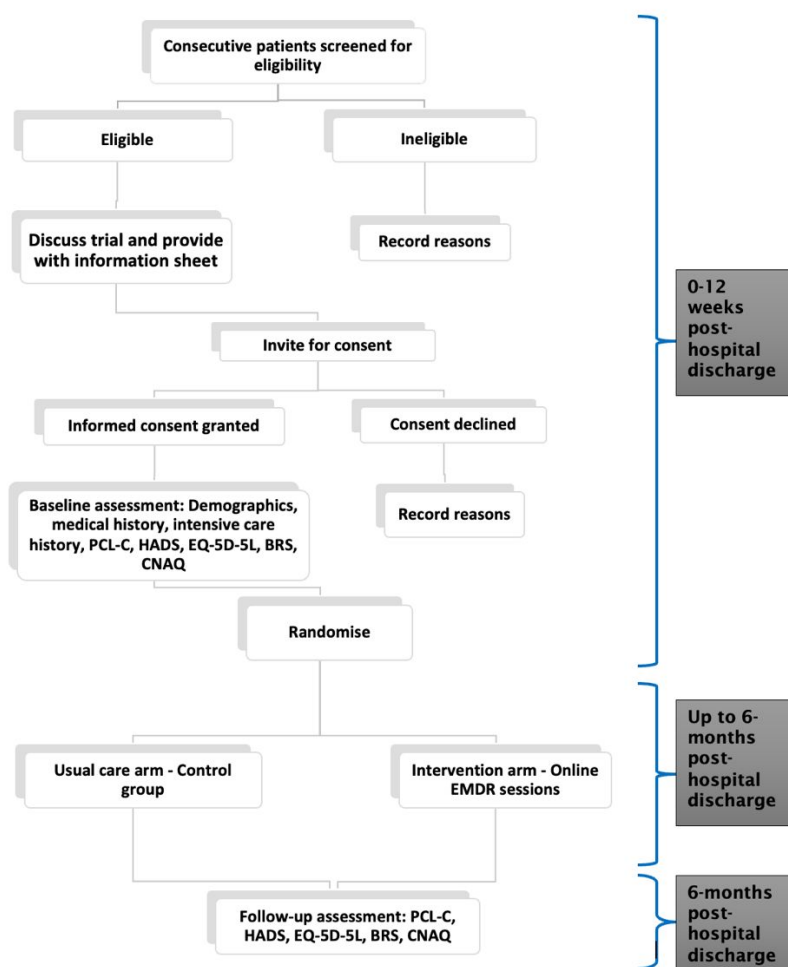 Consecutive patients screened for
eligibility
Eligible
Ineligible
Discuss trial and provide
with information sheet
Record reasons
0-12
weeks
post-
hospital
discharge
Invite for consent
Informed consent granted
Consent declined
Baseline assessment: Demographics,
medical history, intensive care
history, PCL-C, HADS, EQ-5D-5L, BRS,
CNAQ
Record reasons
Randomise
Usual care arm - Control
group
Intervention arm - Online
EMDR sessions
Up to 6-
months
post-
hospital
discharge
Follow-up assessment: PCL-C,
HADS, EQ-5D-5L, BRS, CNAQ
6-months
post-
hospital
discharge